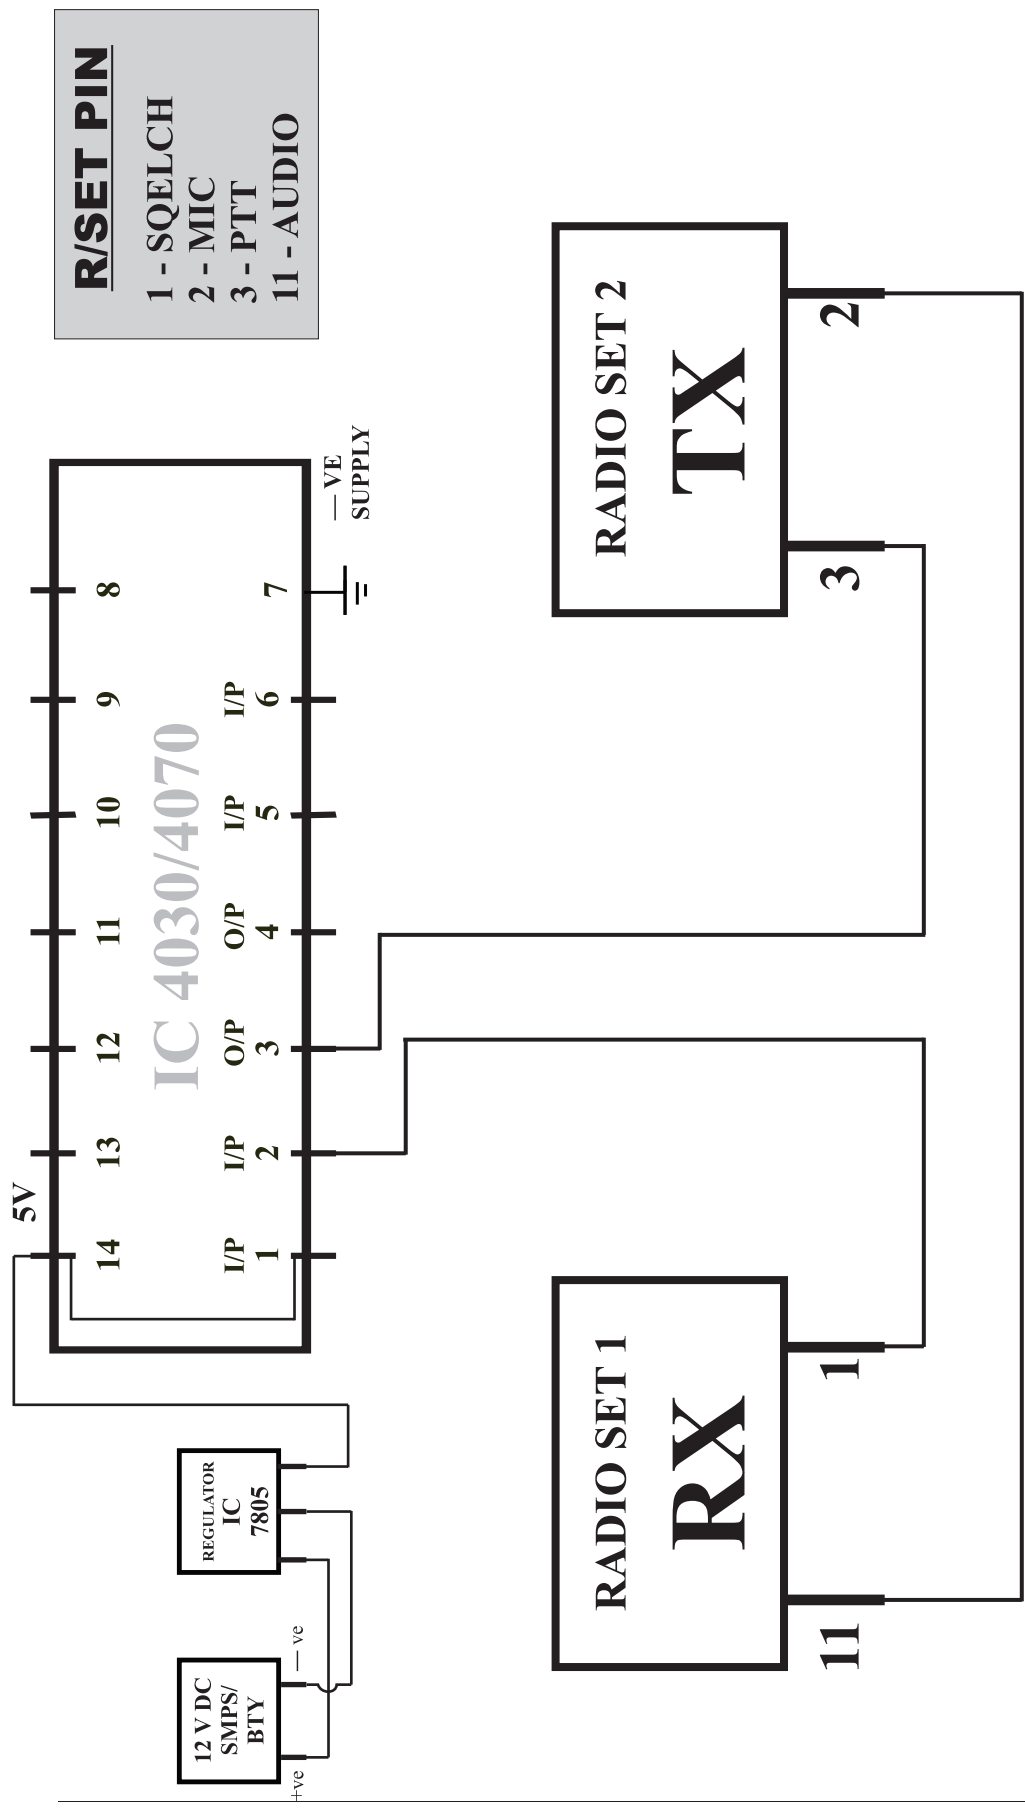 R/SET PIN
1 - SQELCH
2 - MIC
3 - PTT
11 - AUDIO
5V
14 13 12 11 10 9 8
IC 4030/4070
I/P I/P O/P O/P I/P I/P
1 2 3 4 5 6 7
— VE
SUPPLY
12 V DC
SMPS/
BTY
+ve — ve
REGULATOR
IC
7805
RADIO SET 1
RX
11 1
RADIO SET 2
TX
3 2